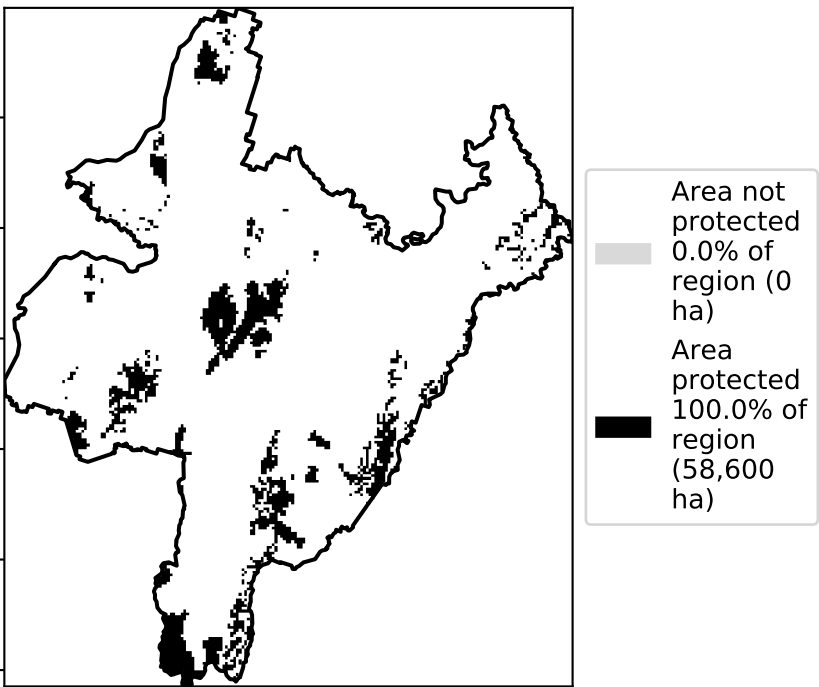 Area not
protected
0.0% of
region (0
ha)
Area
protected
100.0% of
region
(58,600
ha)